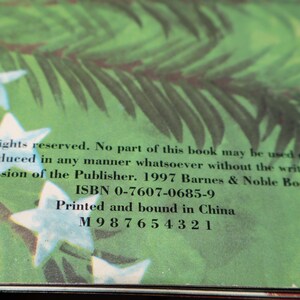 ights reserved. No part of this book may be used
duced in any manner whatsoever without the writ
sion of the Publisher. 1997 Barnes & Noble Bo
ISBN 0-7607-0685-9
Printed and bound in China
M 9 8 7 6 5 4 3 2 1